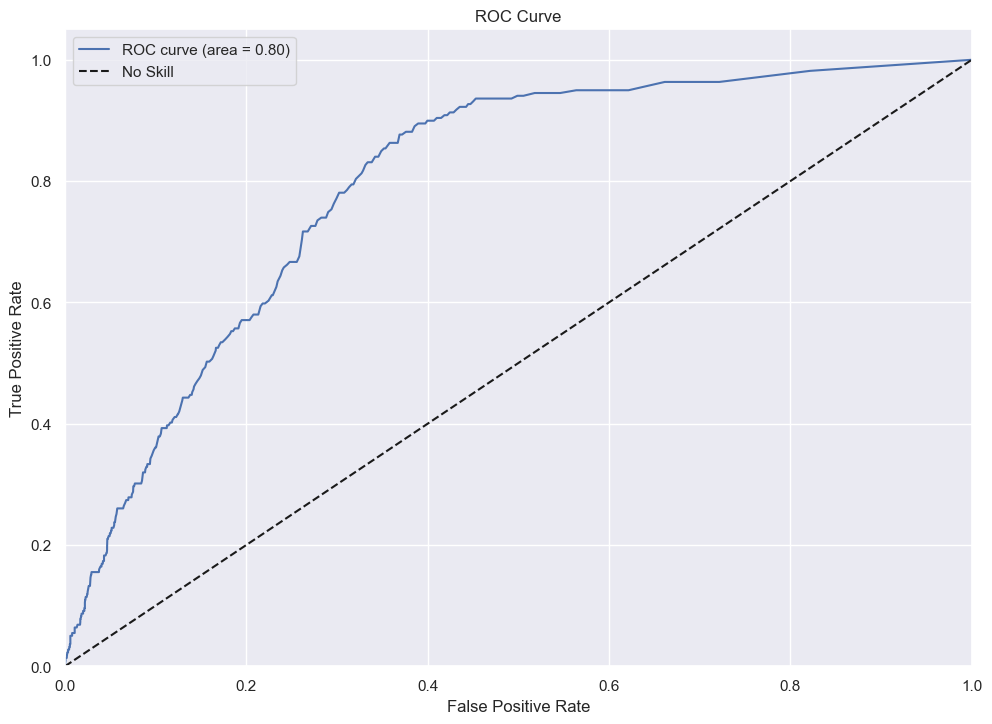 ROC Curve
ROC curve (area = 0.80)
No Skill
1.0
0.8
0.6
0.4
0.2
0.0
True Positive Rate
0.0 0.2 0.4 0.6 0.8 1.0
False Positive Rate